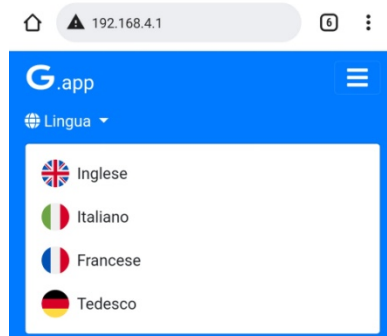 192.168.4.1
6
G.app
Lingua
Inglese
Italiano
Francese
Tedesco